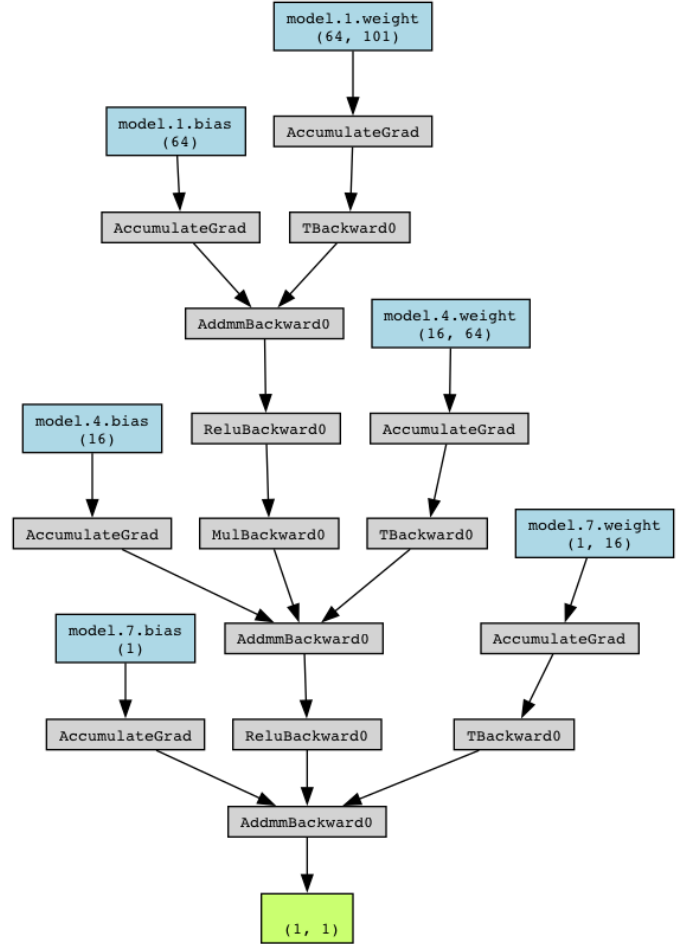 model.1.weight
(64, 101)
model.1.bias
(64)
AccumulateGrad
AccumulateGrad
TBackward0
AddmmBackward0
model.4.weight
(16, 64)
model.4.bias
(16)
ReluBackward0
AccumulateGrad
AccumulateGrad
MulBackward0
TBackward0
model.7.weight
(1, 16)
model.7.bias
(1)
AddmmBackward0
AccumulateGrad
AccumulateGrad
ReluBackward0
TBackward0
AddmmBackward0
(1, 1)